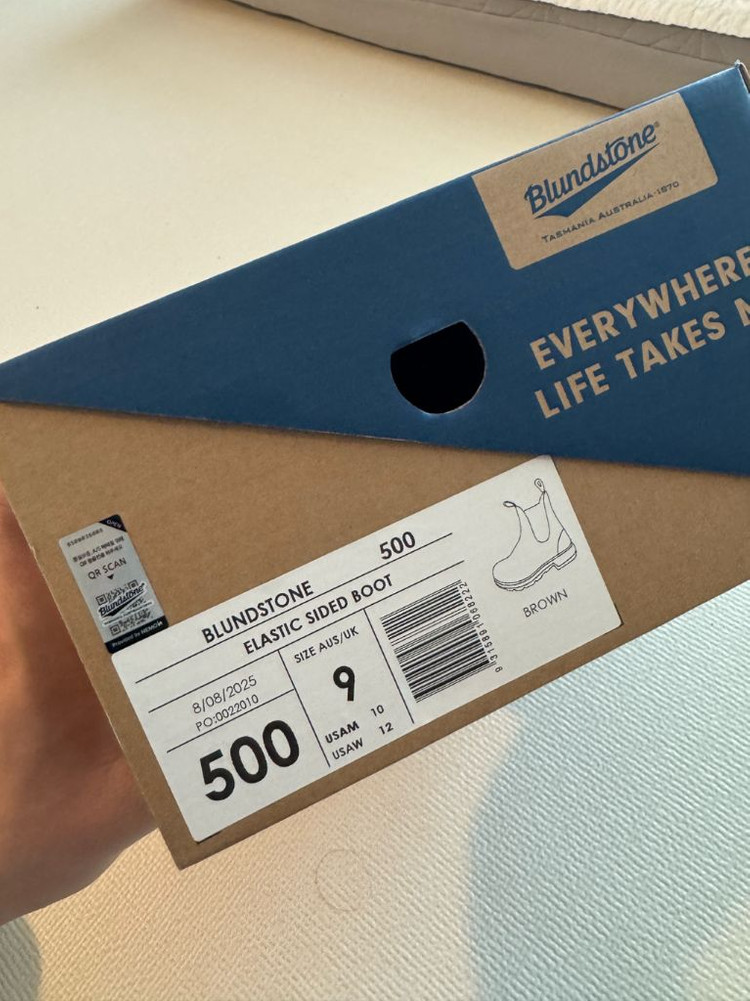 Blundstone®
TASMANIA AUSTRALIA·1870
EVERYWHERE
LIFE TAKES
QR SCAN
Blundstone
BLUNDSTONE 500
ELASTIC SIDED BOOT
8/08/2025
PO:0022010
500
SIZE AUS/UK
9
USAM 10
USAW 12
BROWN